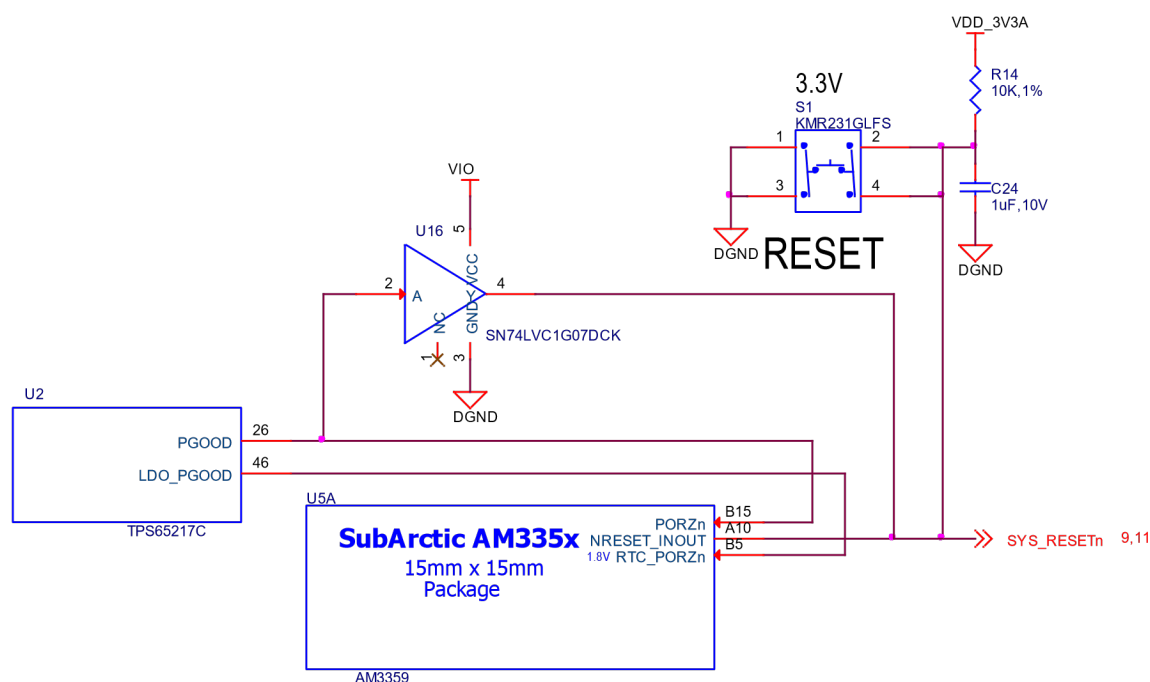 VDD_3V3A
R14
10K,1%
3.3V
S1
KMR231GLFS
1
2
3
4
C24
1uF,10V
DGND
RESET
DGND
VIO
5
U16
VCC
2
A
Y
4
NC
GND
SN74LVC1G07DCK
1
3
DGND
U2
PGOOD
26
LDO_PGOOD
46
TPS65217C
U5A
SubArctic AM335x
15mm x 15mm
Package
PORZn
B15
NRESET_INOUT
A10
1.8V
RTC_PORZn
B5
SYS_RESETn
9,11
AM3359